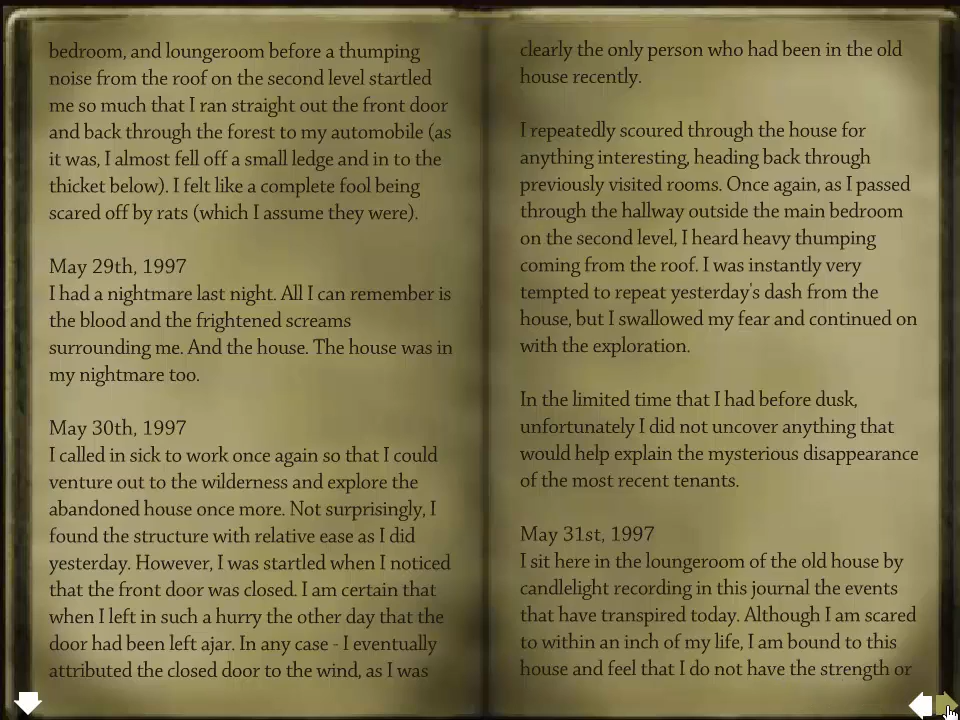 bedroom, and loungeroom before a thumping
noise from the roof on the second level startled
me so much that I ran straight out the front door
and back through the forest to my automobile (as
it was, I almost fell off a small ledge and in to the
thicket below). I felt like a complete fool being
scared off by rats (which I assume they were).
May 29th, 1997
I had a nightmare last night. All I can remember is
the blood and the frightened screams
surrounding me. And the house. The house was in
my nightmare too.
May 30th, 1997
I called in sick to work once again so that I could
venture out to the wilderness and explore the
abandoned house once more. Not surprisingly, I
found the structure with relative ease as I did
yesterday. However, I was startled when I noticed
that the front door was closed. I am certain that
when I left in such a hurry the other day that the
door had been left ajar. In any case - I eventually
attributed the closed door to the wind, as I was
clearly the only person who had been in the old
house recently.
I repeatedly scoured through the house for
anything interesting, heading back through
previously visited rooms. Once again, as I passed
through the hallway outside the main bedroom
on the second level, I heard heavy thumping
coming from the roof. I was instantly very
tempted to repeat yesterday's dash from the
house, but I swallowed my fear and continued on
with the exploration.
In the limited time that I had before dusk,
unfortunately I did not uncover anything that
would help explain the mysterious disappearance
of the most recent tenants.
May 31st, 1997
I sit here in the loungeroom of the old house by
candlelight recording in this journal the events
that have transpired today. Although I am scared
to within an inch of my life, I am bound to this
house and feel that I do not have the strength or